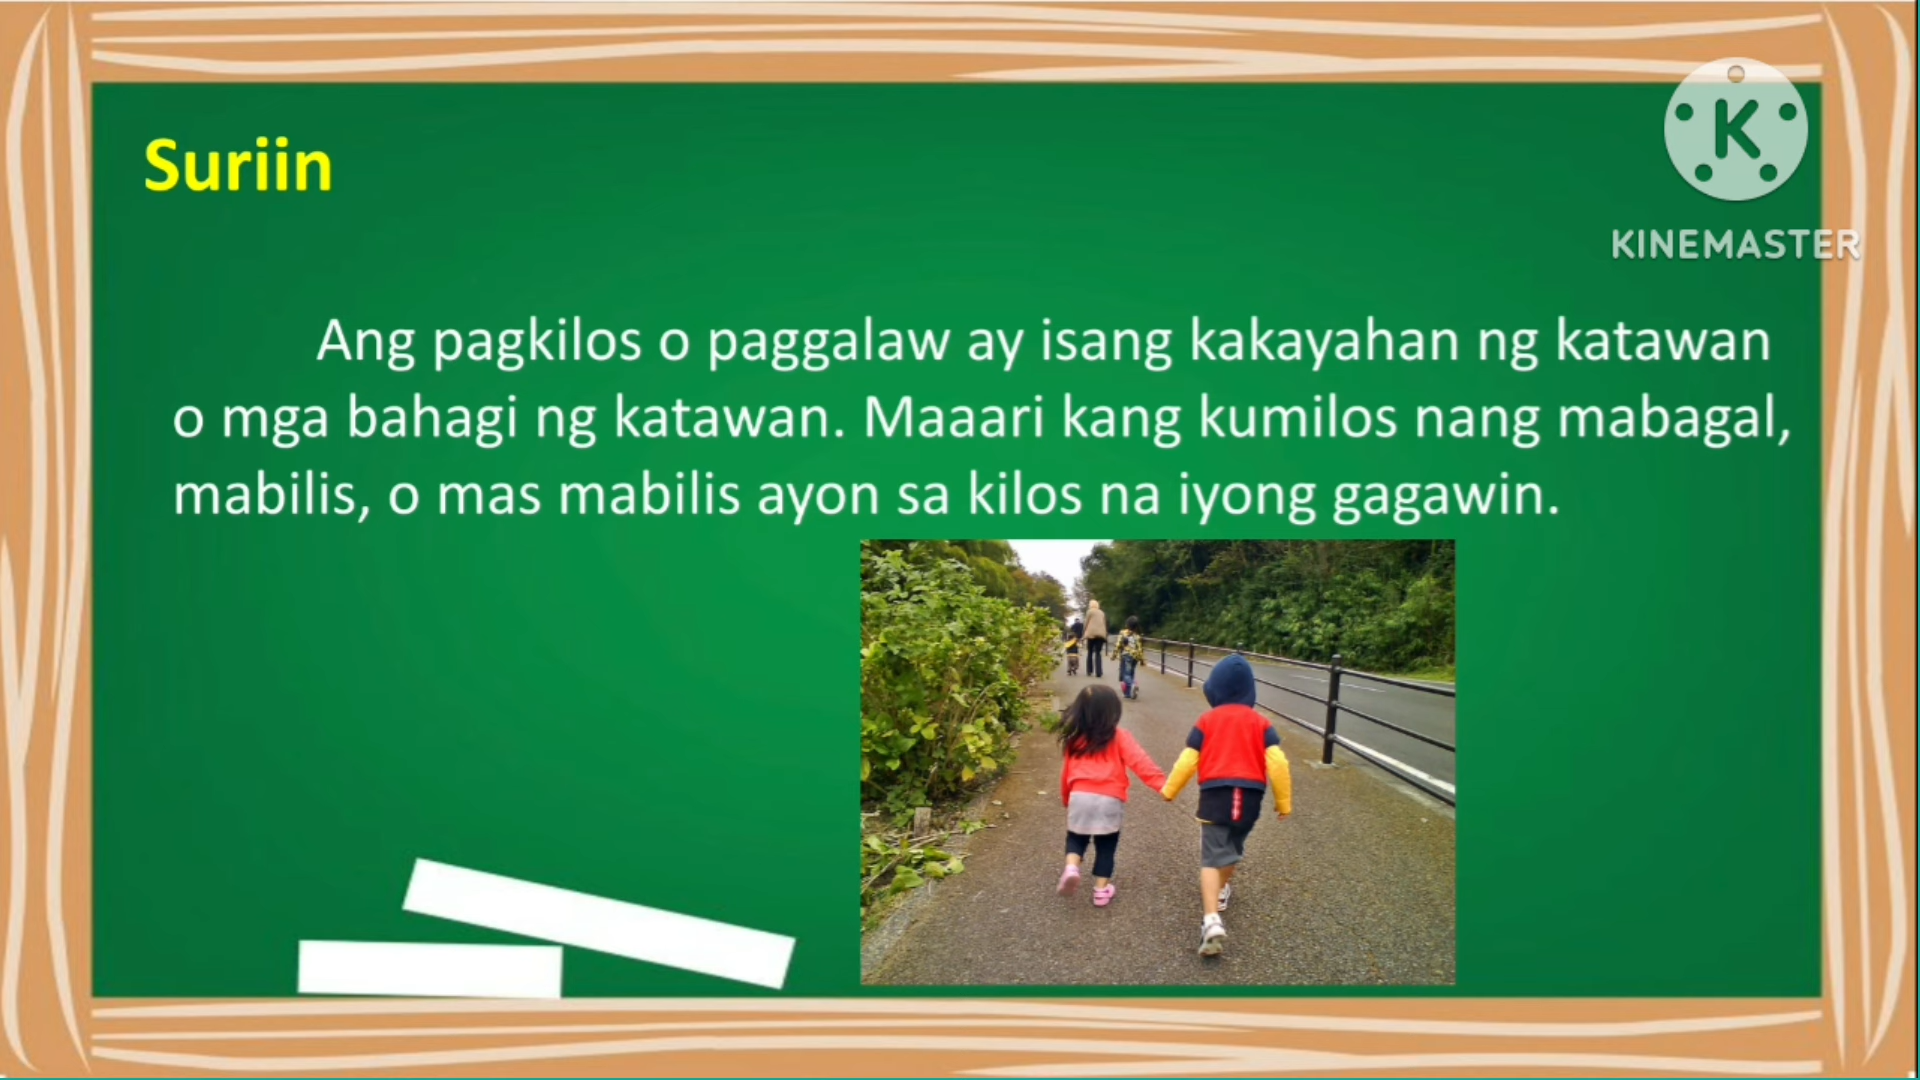 Suriin
K
KINEMASTER
Ang pagkilos o paggalaw ay isang kakayahan ng katawan
o mga bahagi ng katawan. Maaari kang kumilos nang mabagal,
mabilis, o mas mabilis ayon sa kilos na iyong gagawin.